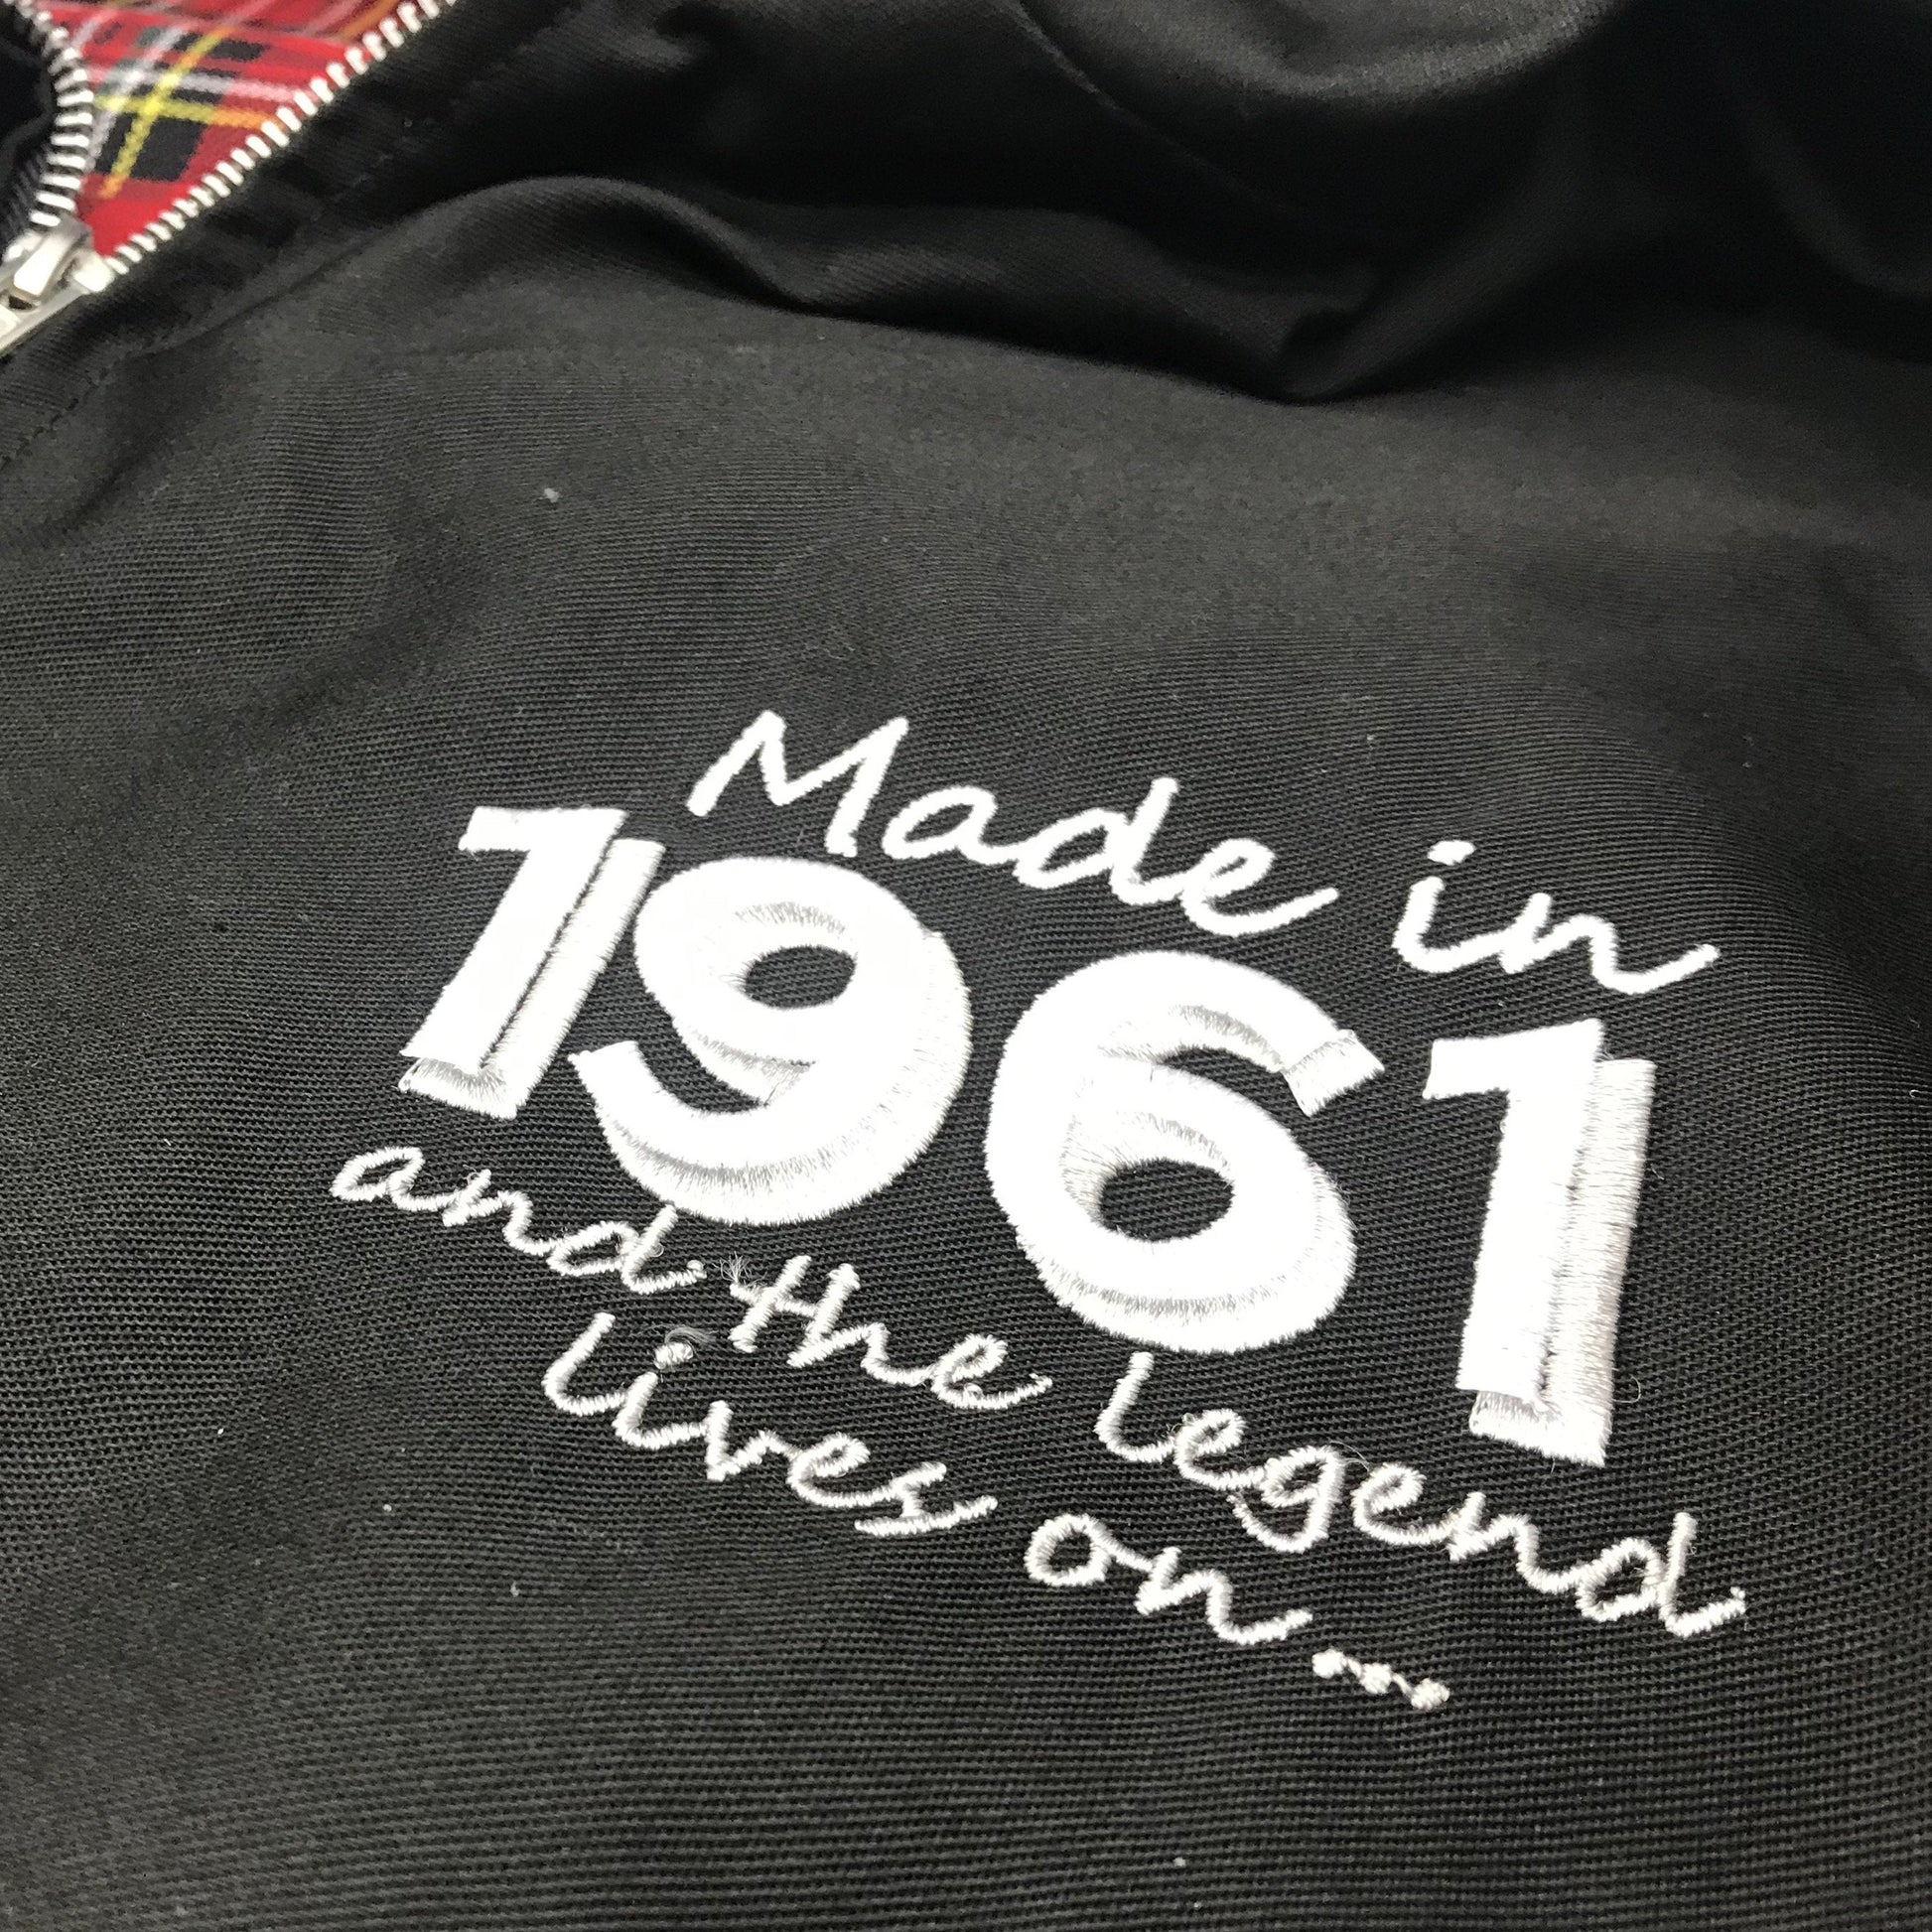 Made in
1961
and the legend
lives on...